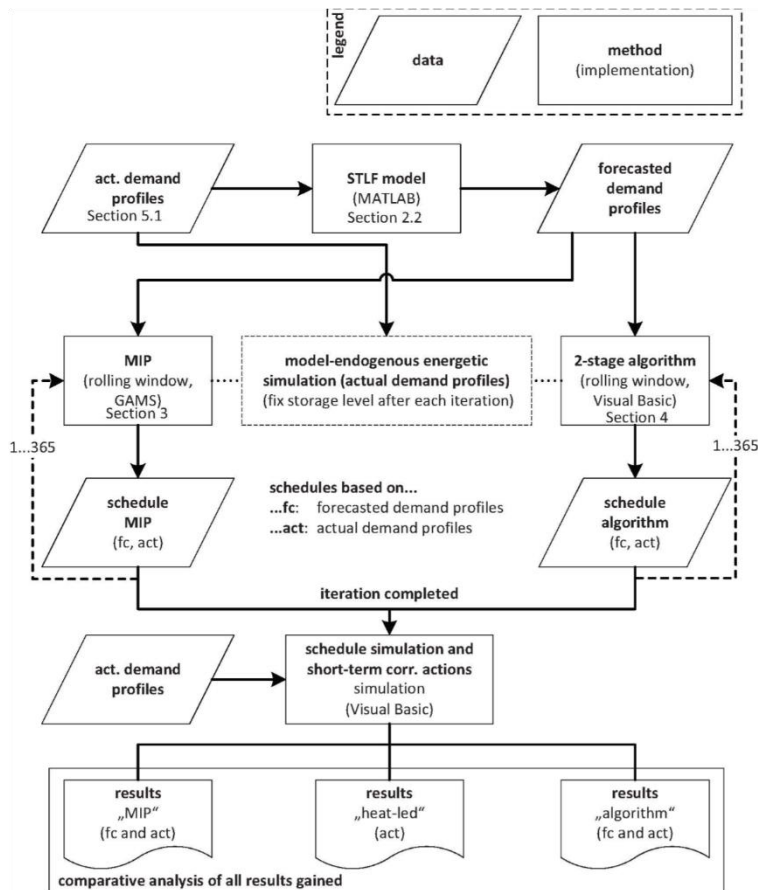 legend
data
method
(implementation)
act. demand
profiles
Section 5.1
STLF model
(MATLAB)
Section 2.2
forecasted
demand
profiles
MIP
(rolling window,
GAMS)
Section 3
model-endogenous energetic
simulation (actual demand profiles)
(fix storage level after each iteration)
2-stage algorithm
(rolling window,
Visual Basic)
Section 4
1...365
1...365
schedule
MIP
(fc, act)
schedules based on...
...fc: forecasted demand profiles
...act: actual demand profiles
schedule
algorithm
(fc, act)
iteration completed
act. demand
profiles
schedule simulation and
short-term corr. actions
simulation
(Visual Basic)
results
„MIP“
(fc and act)
results
„heat-led“
(act)
results
„algorithm“
(fc and act)
comparative analysis of all results gained